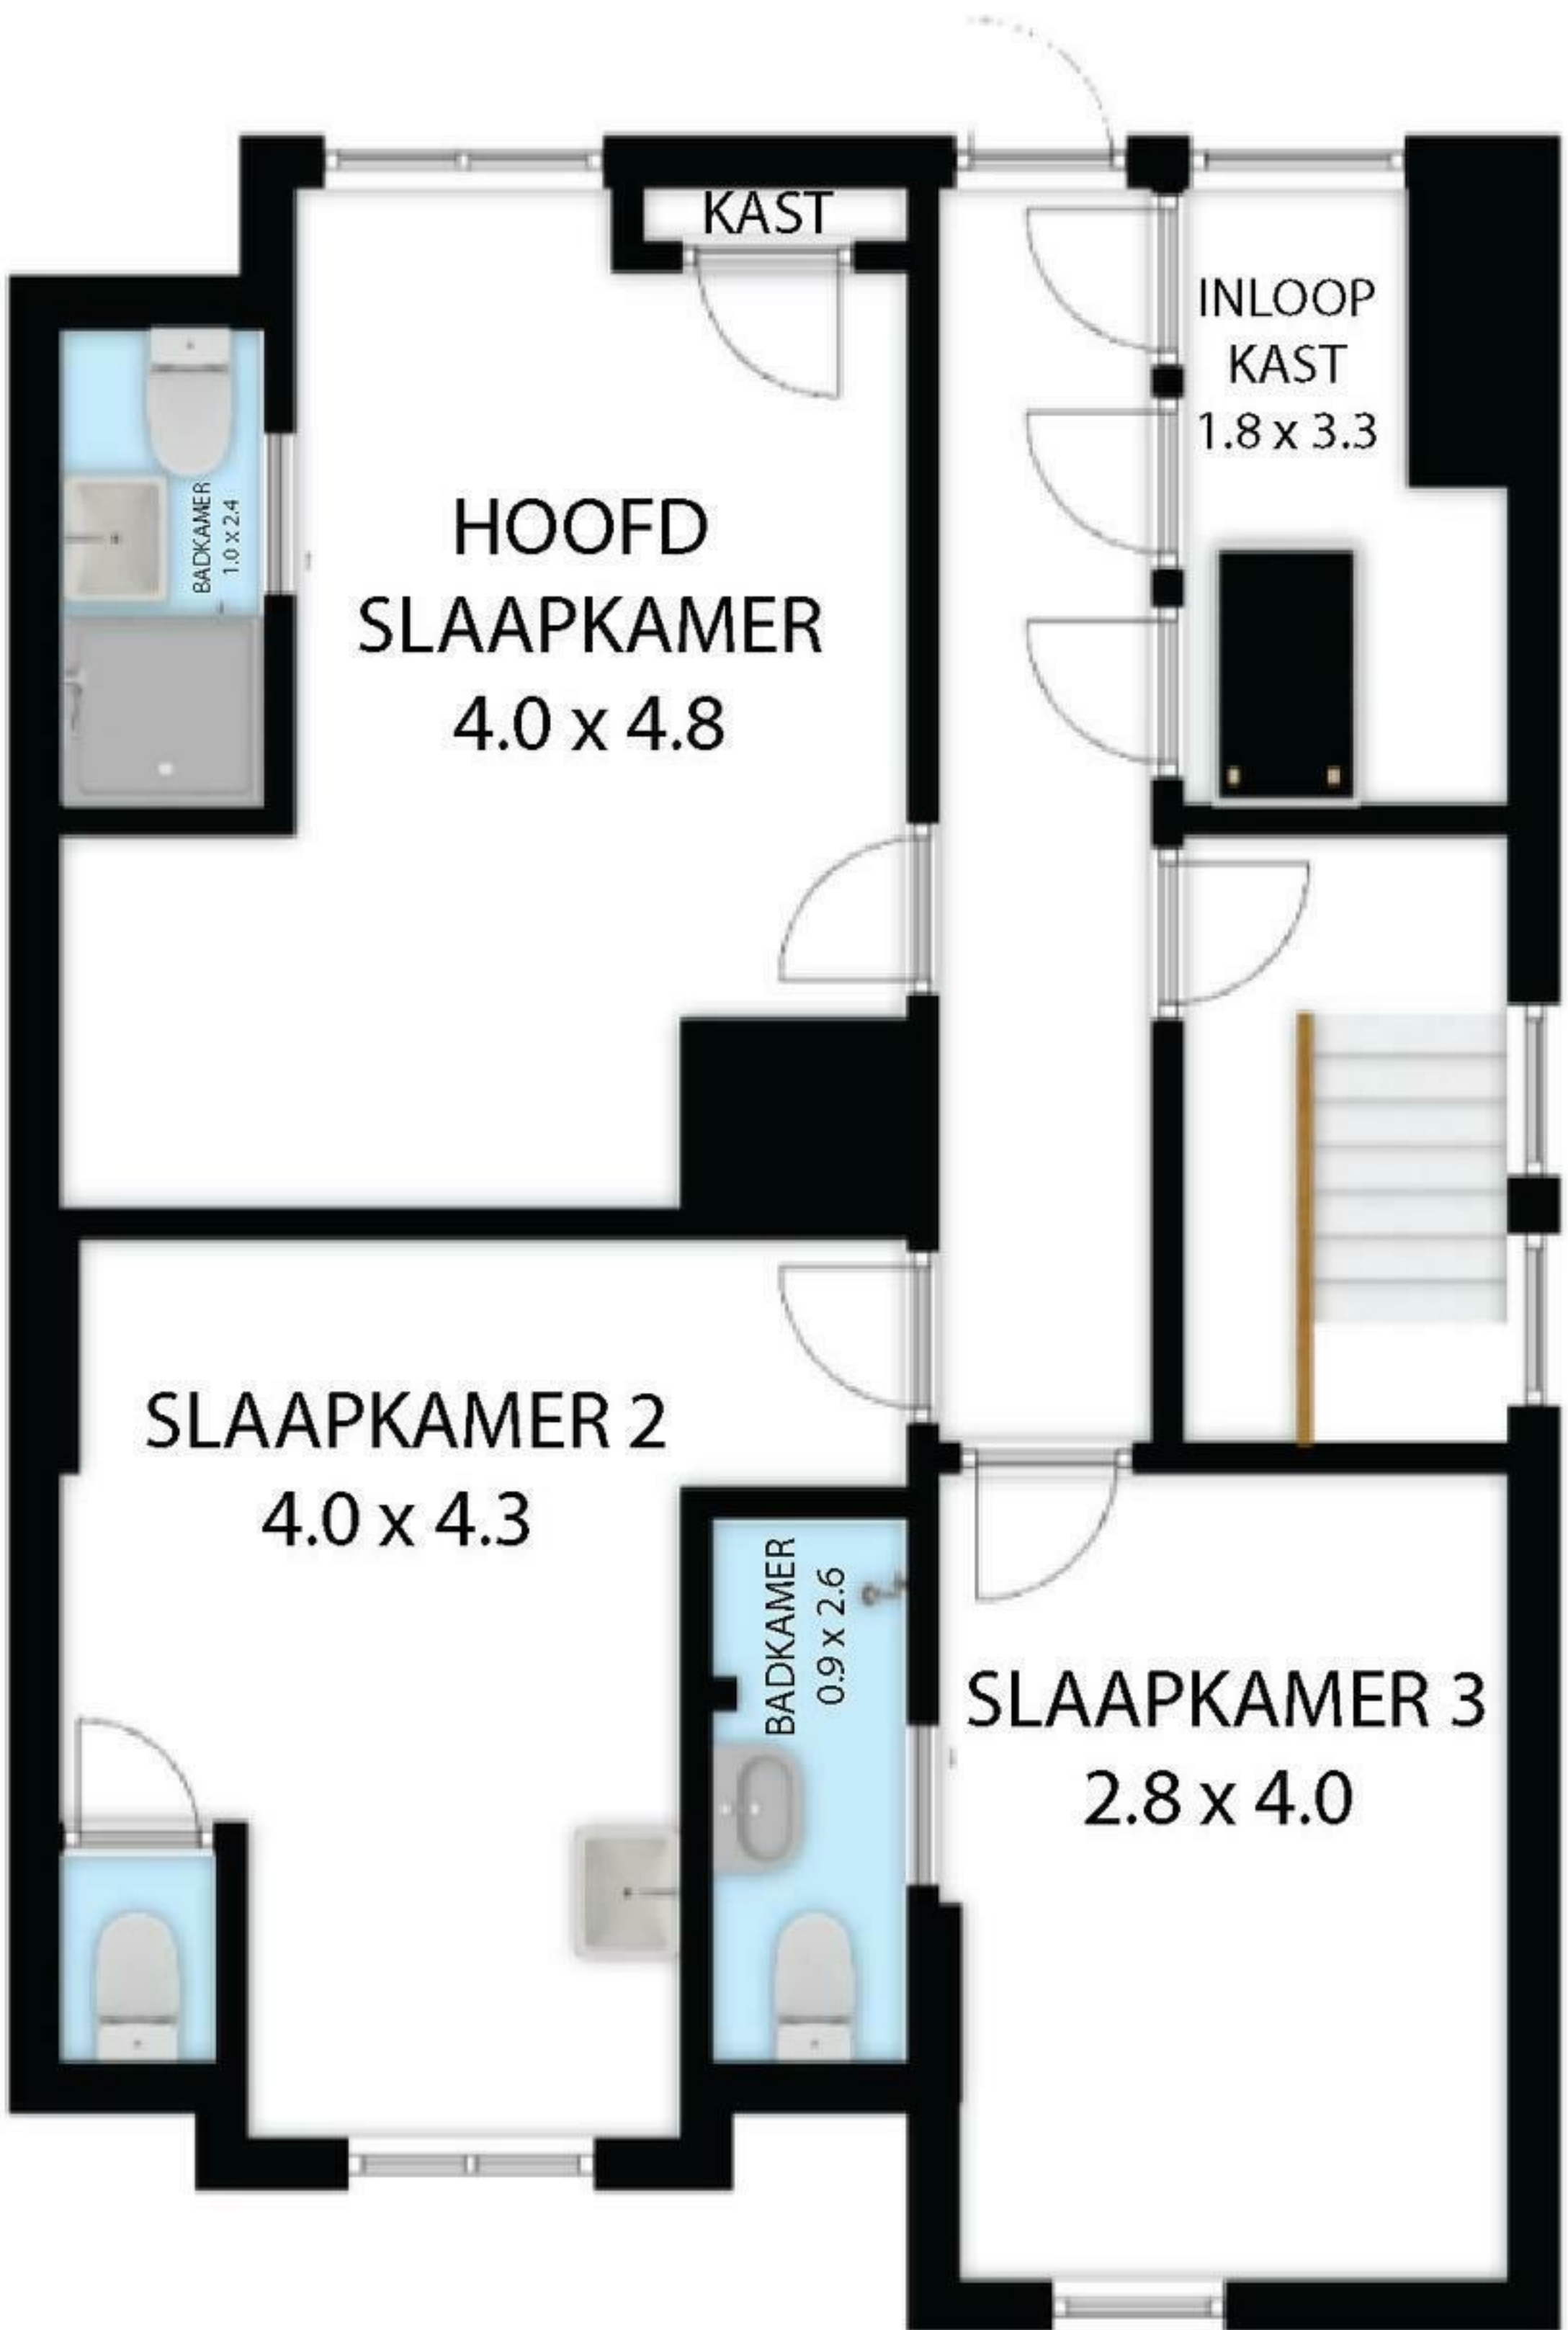 KAST
INLOOP
KAST
1.8 x 3.3
BADKAMER
1.0 x 2.4
HOOFD
SLAAPKAMER
4.0 x 4.8
SLAAPKAMER 2
4.0 x 4.3
BADKAMER
0.9 x 2.6
SLAAPKAMER 3
2.8 x 4.0